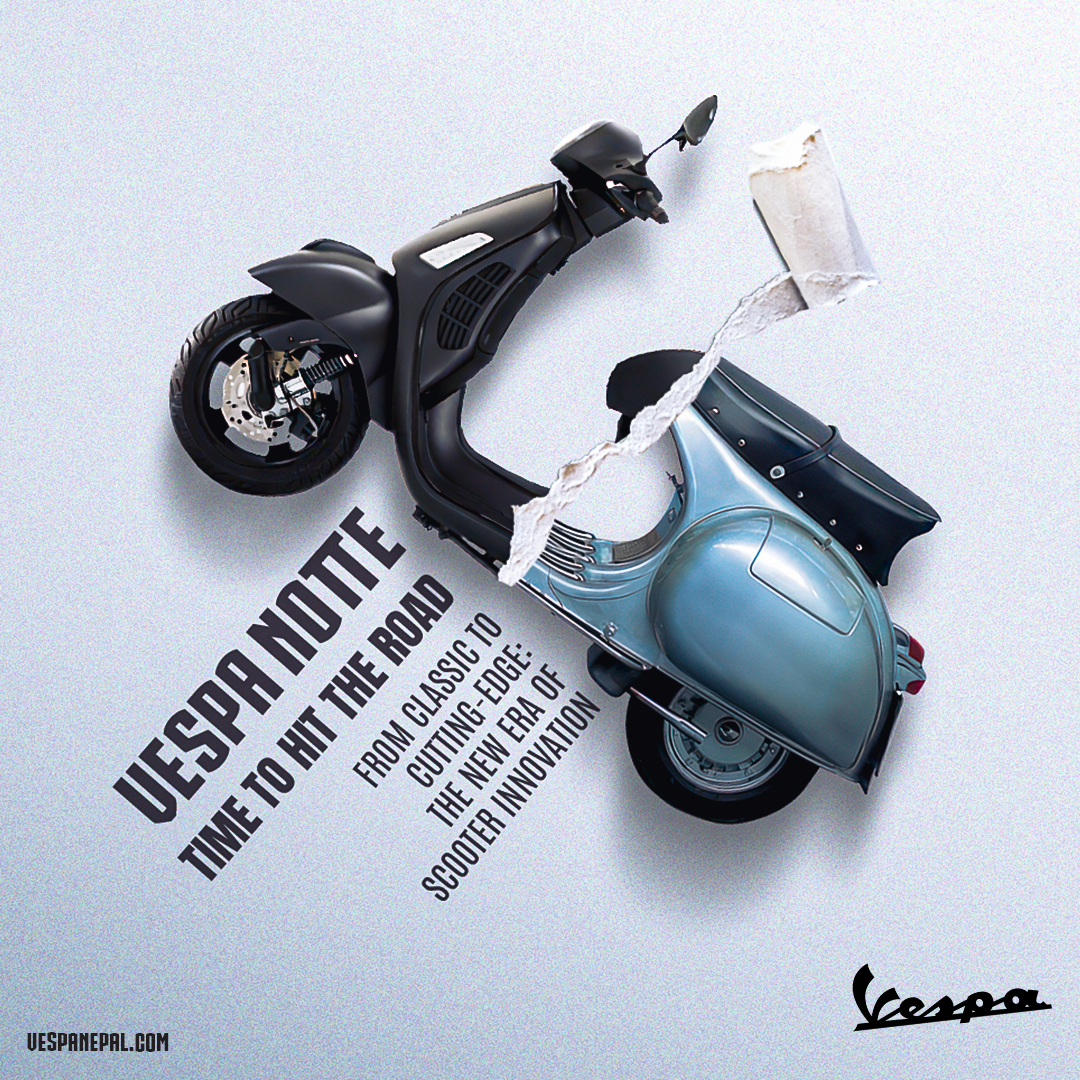 VESPA NOTTE
TIME TO HIT THE ROAD
FROM CLASSIC TO
CUTTING-EDGE:
THE NEW ERA OF
SCOOTER INNOVATION
Vespa
VESPANEPAL.COM